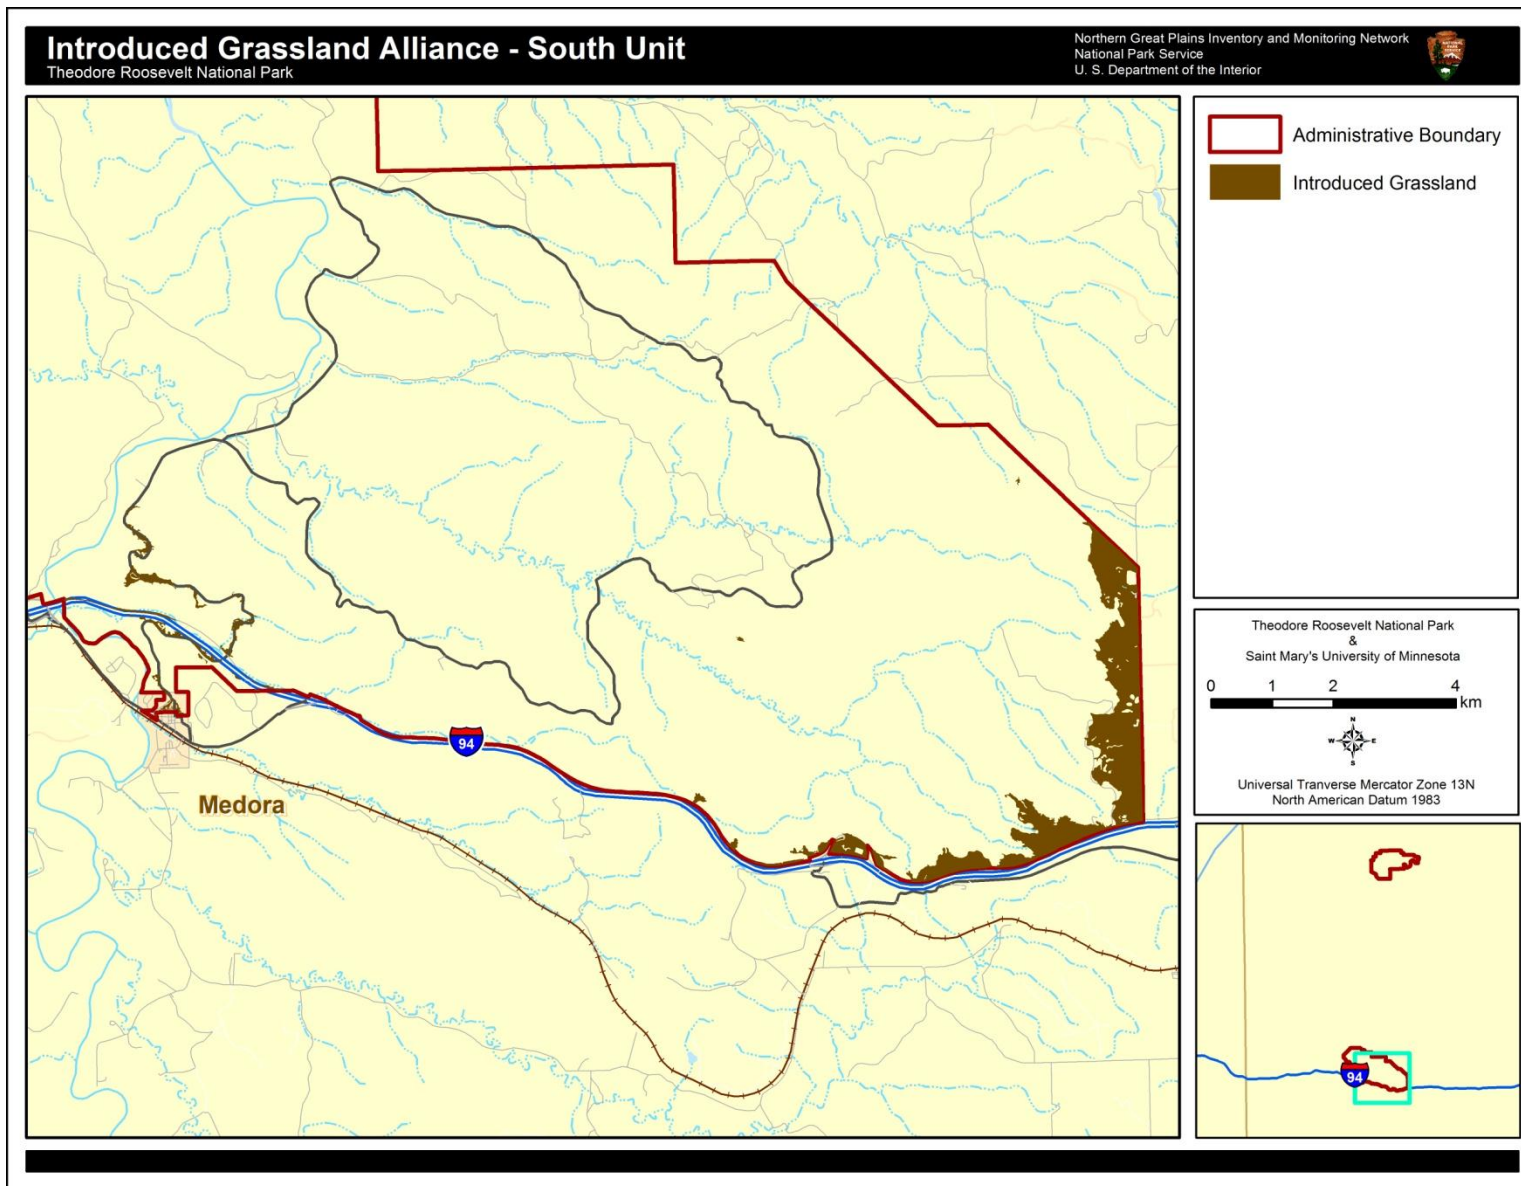 Introduced Grassland Alliance - South Unit
Theodore Roosevelt National Park
Northern Great Plains Inventory and Monitoring Network
National Park Service
U. S. Department of the Interior
Administrative Boundary
Introduced Grassland
94
Medora
Theodore Roosevelt National Park
&
Saint Mary's University of Minnesota
0 1 2 4
km
N
W E
S
Universal Tranverse Mercator Zone 13N
North American Datum 1983
94